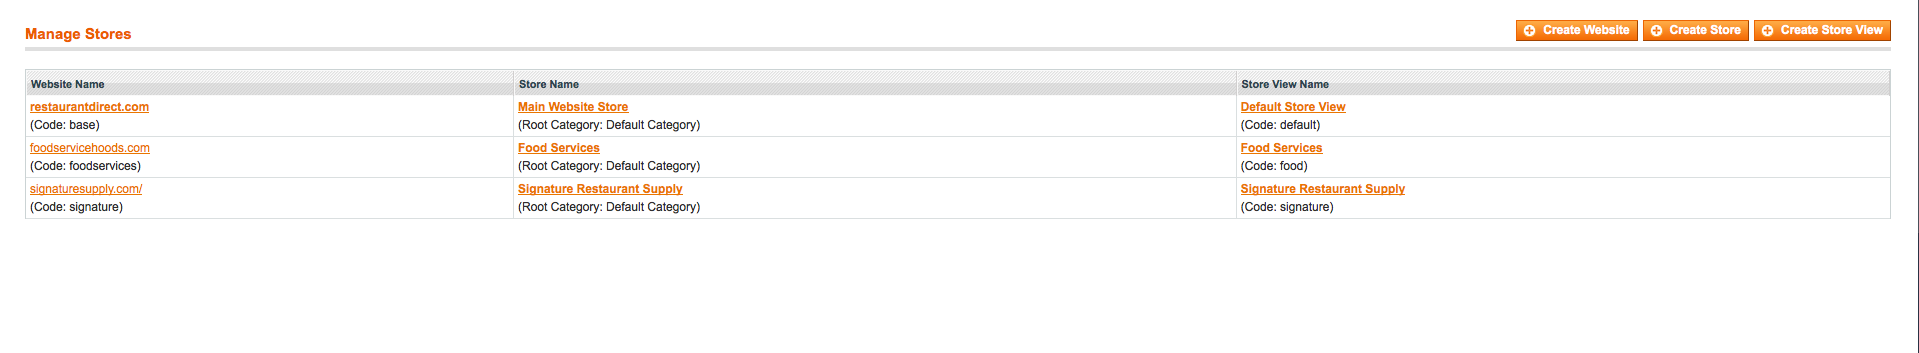 Manage Stores
Create Website
Create Store
Create Store View
Website Name
Store Name
Store View Name
restaurantdirect.com
Main Website Store
Default Store View
(Code: base)
(Root Category: Default Category)
(Code: default)
foodservicehoods.com
Food Services
Food Services
(Code: foodservices)
(Root Category: Default Category)
(Code: food)
signaturesupply.com/
Signature Restaurant Supply
Signature Restaurant Supply
(Code: signature)
(Root Category: Default Category)
(Code: signature)